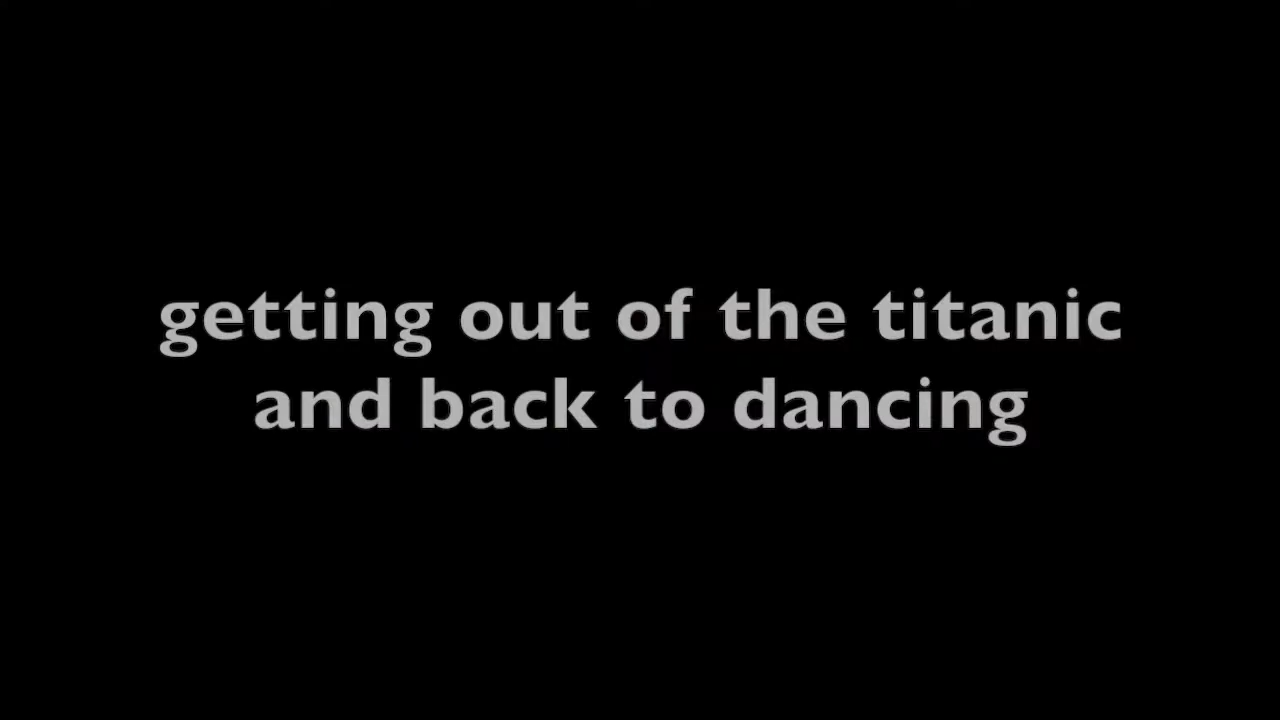 getting out of the titanic
and back to dancing